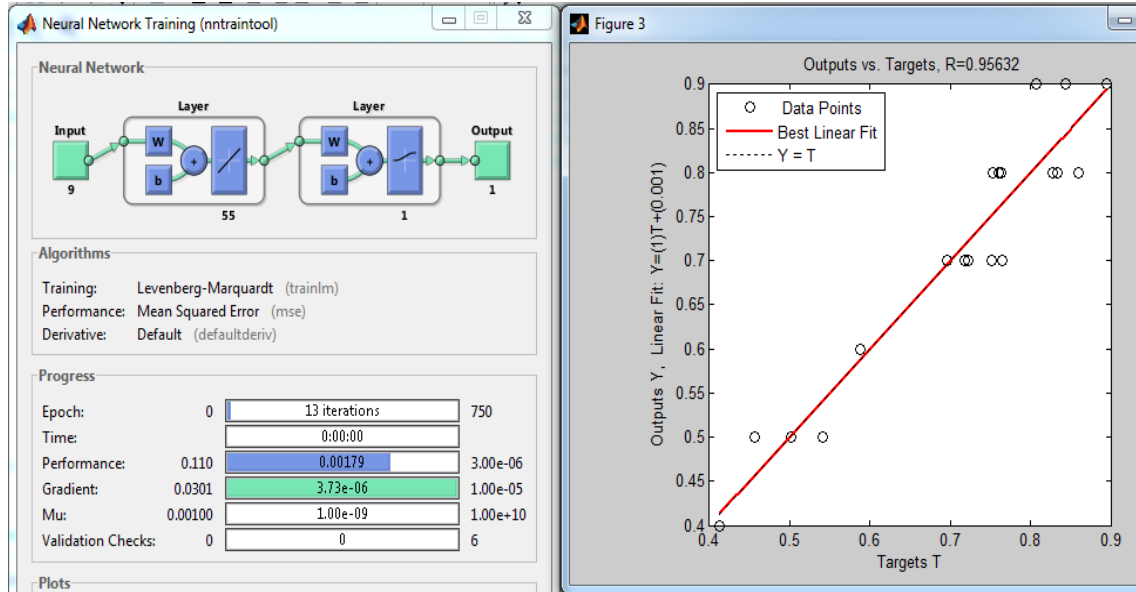 Neural Network Training (nntraintool)
Neural Network
Layer
Layer
Input
Output
W
b
+
W
b
+
9
55
1
1
Algorithms
Training: Levenberg-Marquardt (trainlm)
Performance: Mean Squared Error (mse)
Derivative: Default (defaultderiv)
Progress
Epoch: 0 13 iterations 750
Time: 0:00:00
Performance: 0.110 0.00179 3.00e-06
Gradient: 0.0301 3.73e-06 1.00e-05
Mu: 0.00100 1.00e-09 1.00e+10
Validation Checks: 0 0 6
Plots
Figure 3
Outputs vs. Targets, R=0.95632
Data Points
Best Linear Fit
Y = T
Outputs Y, Linear Fit: Y=(1)T+(0.001)
0.9
0.85
0.8
0.75
0.7
0.65
0.6
0.55
0.5
0.45
0.4
0.4 0.5 0.6 0.7 0.8 0.9
Targets T